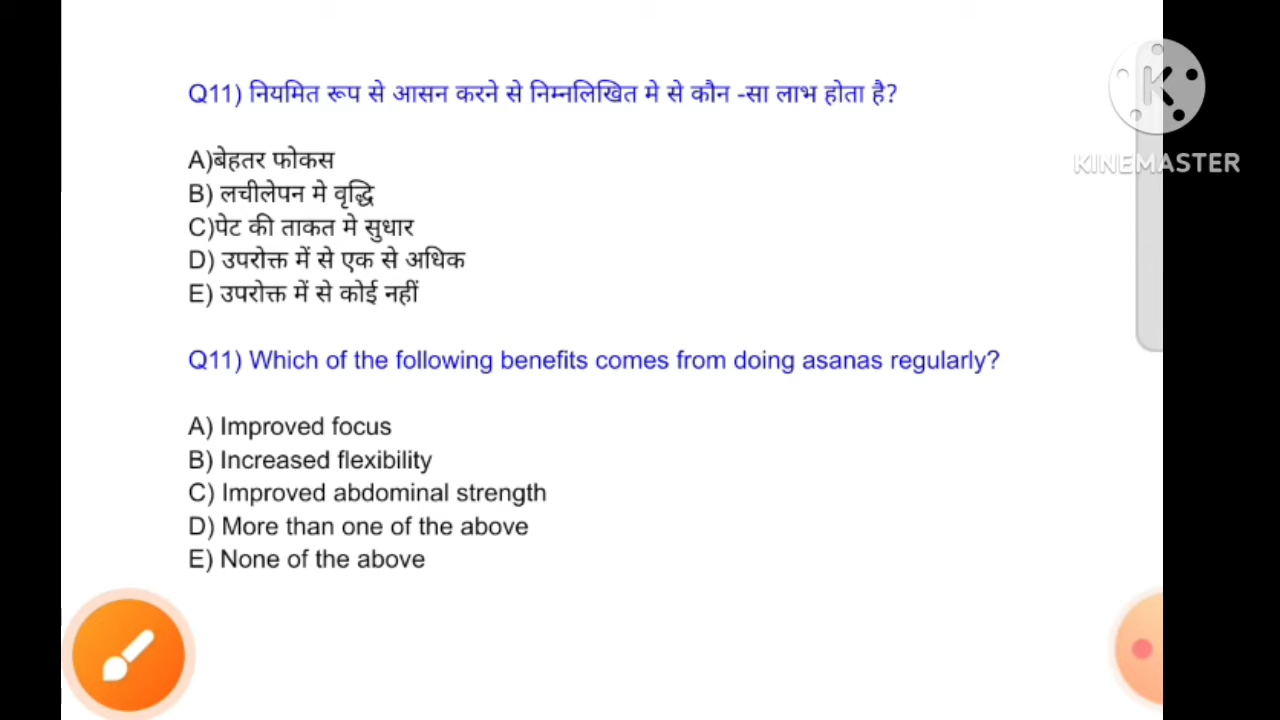 Q11) नियमित रूप से आसन करने से निम्नलिखित मे से कौन -सा लाभ होता है?
A)बेहतर फोकस
B) लचीलेपन मे वृद्धि
C)पेट की ताकत मे सुधार
D) उपरोक्त में से एक से अधिक
E) उपरोक्त में से कोई नहीं
Q11) Which of the following benefits comes from doing asanas regularly?
A) Improved focus
B) Increased flexibility
C) Improved abdominal strength
D) More than one of the above
E) None of the above
K
KINEMASTER